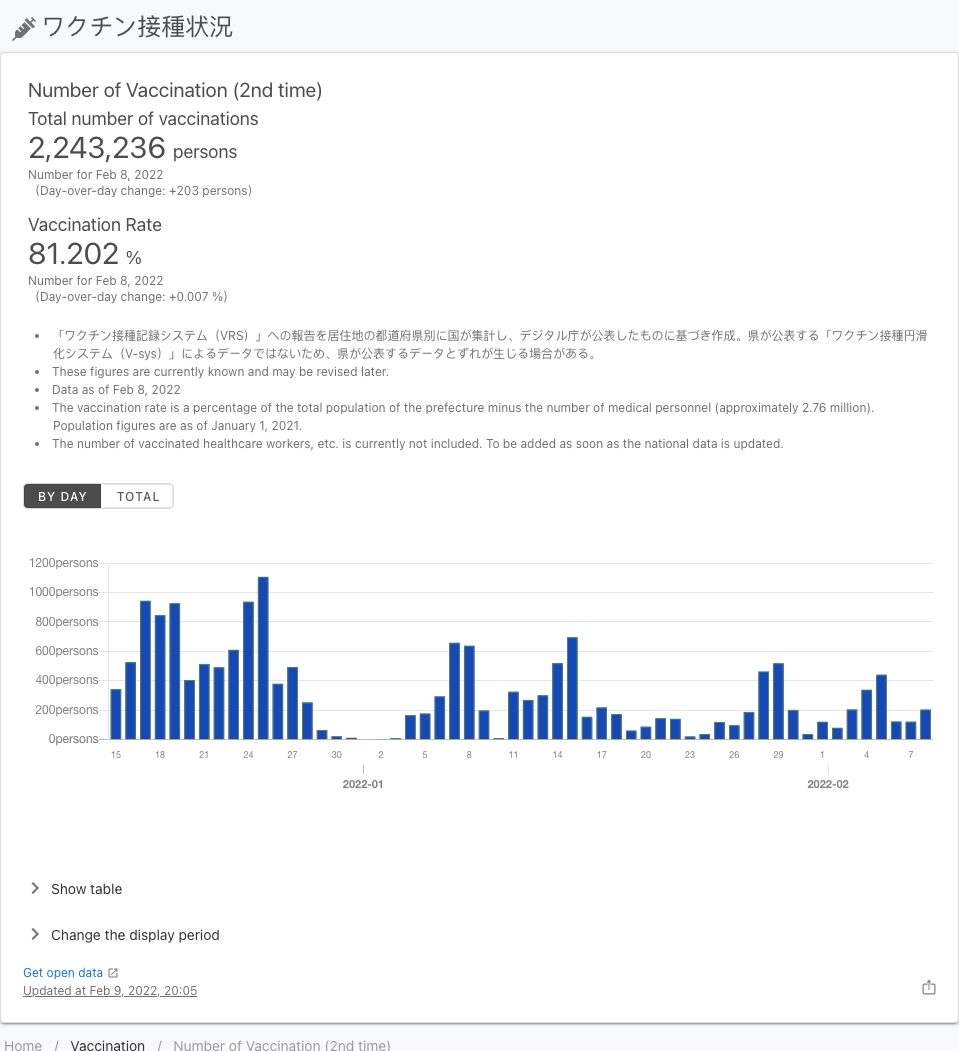 ワクチン接種状況
Number of Vaccination (2nd time)
Total number of vaccinations
2,243,236 persons
Number for Feb 8, 2022
（Day-over-day change: +203 persons）
Vaccination Rate
81.202 %
Number for Feb 8, 2022
（Day-over-day change: +0.007 %）
• 「ワクチン接種記録システム（VRS）」への報告を居住地の都道府県別に国が集計し、デジタル庁が公表したものに基づき作成。県が公表する「ワクチン接種円滑
化システム（V-sys）」によるデータではないため、県が公表するデータとずれが生じる場合がある。
• These figures are currently known and may be revised later.
• Data as of Feb 8, 2022
• The vaccination rate is a percentage of the total population of the prefecture minus the number of medical personnel (approximately 2.76 million).
Population figures are as of January 1, 2021.
• The number of vaccinated healthcare workers, etc. is currently not included. To be added as soon as the national data is updated.
BY DAY TOTAL
1200persons
1000persons
800persons
600persons
400persons
200persons
0persons
15 18 21 24 27 30 2 5 8 11 14 17 20 23 26 29 1 4 7
2022-01 2022-02
Show table
Change the display period
Get open data
Updated at Feb 9, 2022, 20:05
Home / Vaccination / Number of Vaccination (2nd time)